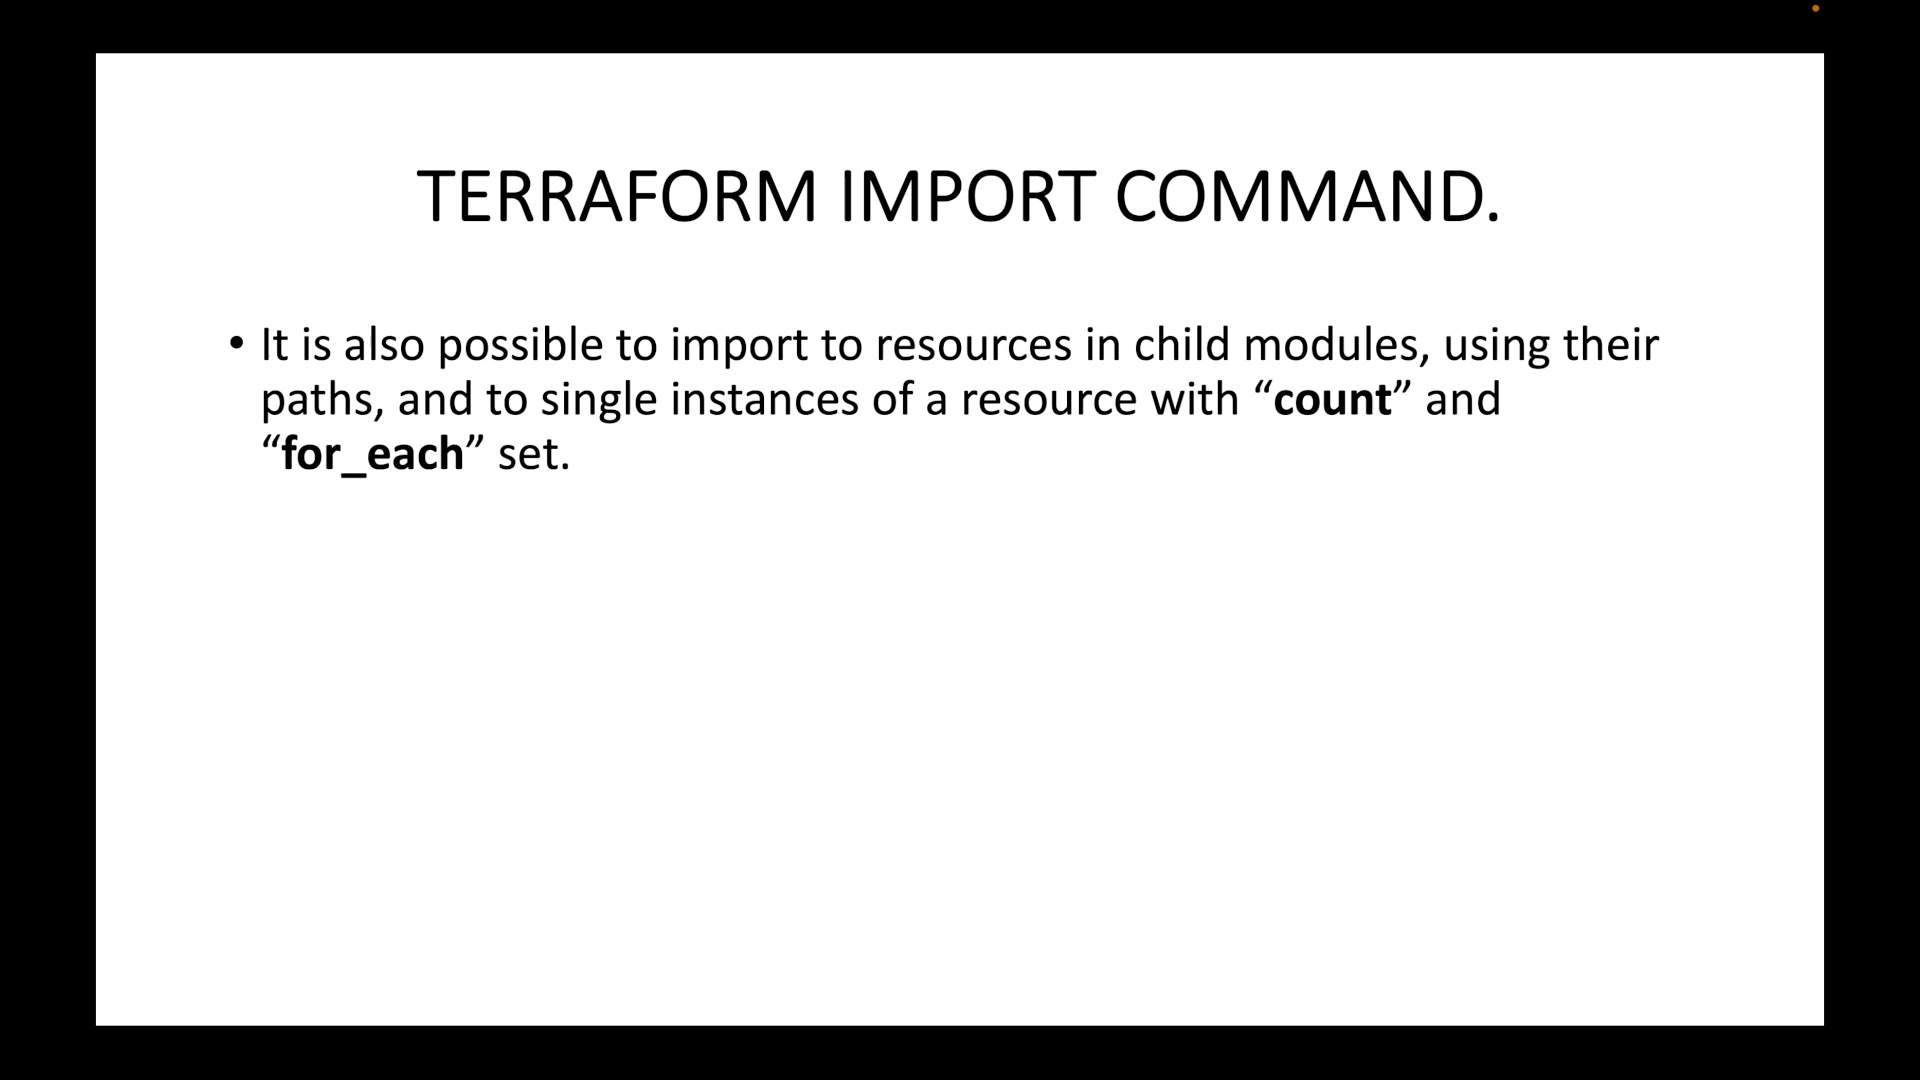 TERRAFORM IMPORT COMMAND.
• It is also possible to import to resources in child modules, using their
paths, and to single instances of a resource with “count” and
“for_each” set.